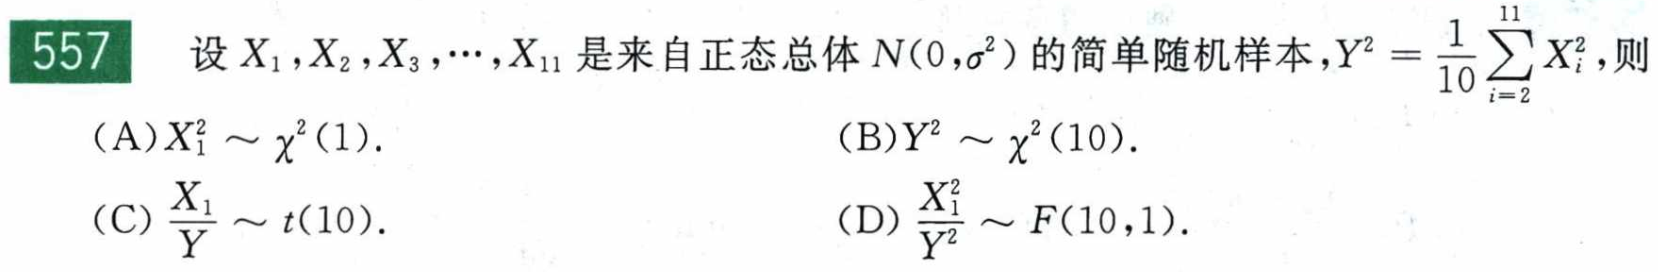 557 设 $X_1, X_2, X_3, \cdots, X_{11}$ 是来自正态总体 $N(0, \sigma^2)$ 的简单随机样本, $Y^2 = \frac{1}{10}\sum_{i=2}^{11} X_i^2$, 则
(A) $X_1^2 \sim \chi^2(1)$. (B) $Y^2 \sim \chi^2(10)$.
(C) $\frac{X_1}{Y} \sim t(10)$. (D) $\frac{X_1^2}{Y^2} \sim F(10, 1)$.